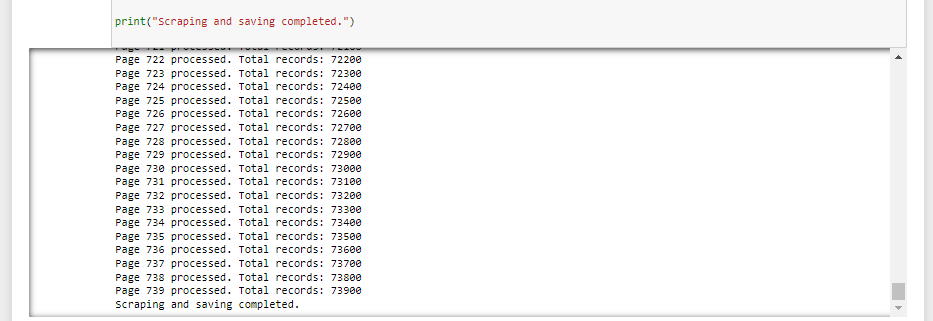 print("Scraping and saving completed.")
Page 721 processed. Total records: 72100
Page 722 processed. Total records: 72200
Page 723 processed. Total records: 72300
Page 724 processed. Total records: 72400
Page 725 processed. Total records: 72500
Page 726 processed. Total records: 72600
Page 727 processed. Total records: 72700
Page 728 processed. Total records: 72800
Page 729 processed. Total records: 72900
Page 730 processed. Total records: 73000
Page 731 processed. Total records: 73100
Page 732 processed. Total records: 73200
Page 733 processed. Total records: 73300
Page 734 processed. Total records: 73400
Page 735 processed. Total records: 73500
Page 736 processed. Total records: 73600
Page 737 processed. Total records: 73700
Page 738 processed. Total records: 73800
Page 739 processed. Total records: 73900
Scraping and saving completed.